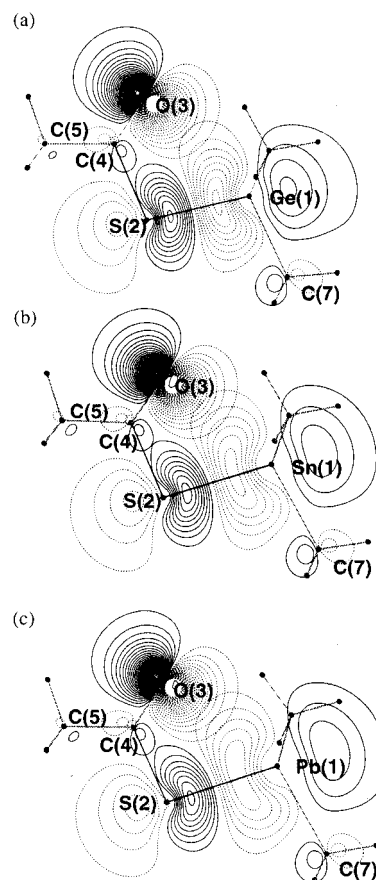 (a)
O(3)
C(5)
C(4)
Ge(1)
S(2)
C(7)
(b)
O(3)
C(5)
C(4)
Sn(1)
S(2)
C(7)
(c)
O(3)
C(5)
C(4)
Pb(1)
S(2)
C(7)